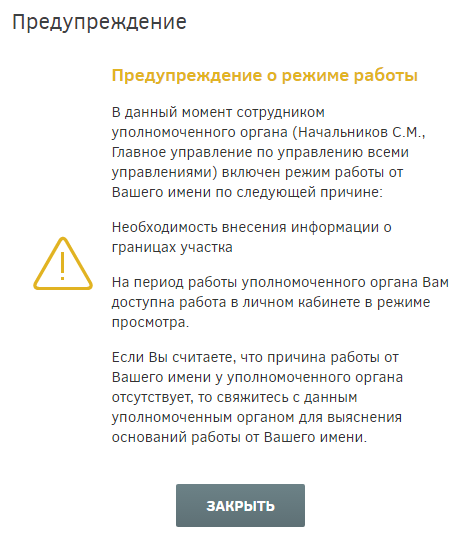 Предупреждение
Предупреждение о режиме работы
В данный момент сотрудником
уполномоченного органа (Начальников С.М.,
Главное управление по управлению всеми
управлениями) включен режим работы от
Вашего имени по следующей причине:
Необходимость внесения информации о
границах участка
На период работы уполномоченного органа Вам
доступна работа в личном кабинете в режиме
просмотра.
Если Вы считаете, что причина работы от
Вашего имени у уполномоченного органа
отсутствует, то свяжитесь с данным
уполномоченным органом для выяснения
оснований работы от Вашего имени.
ЗАКРЫТЬ